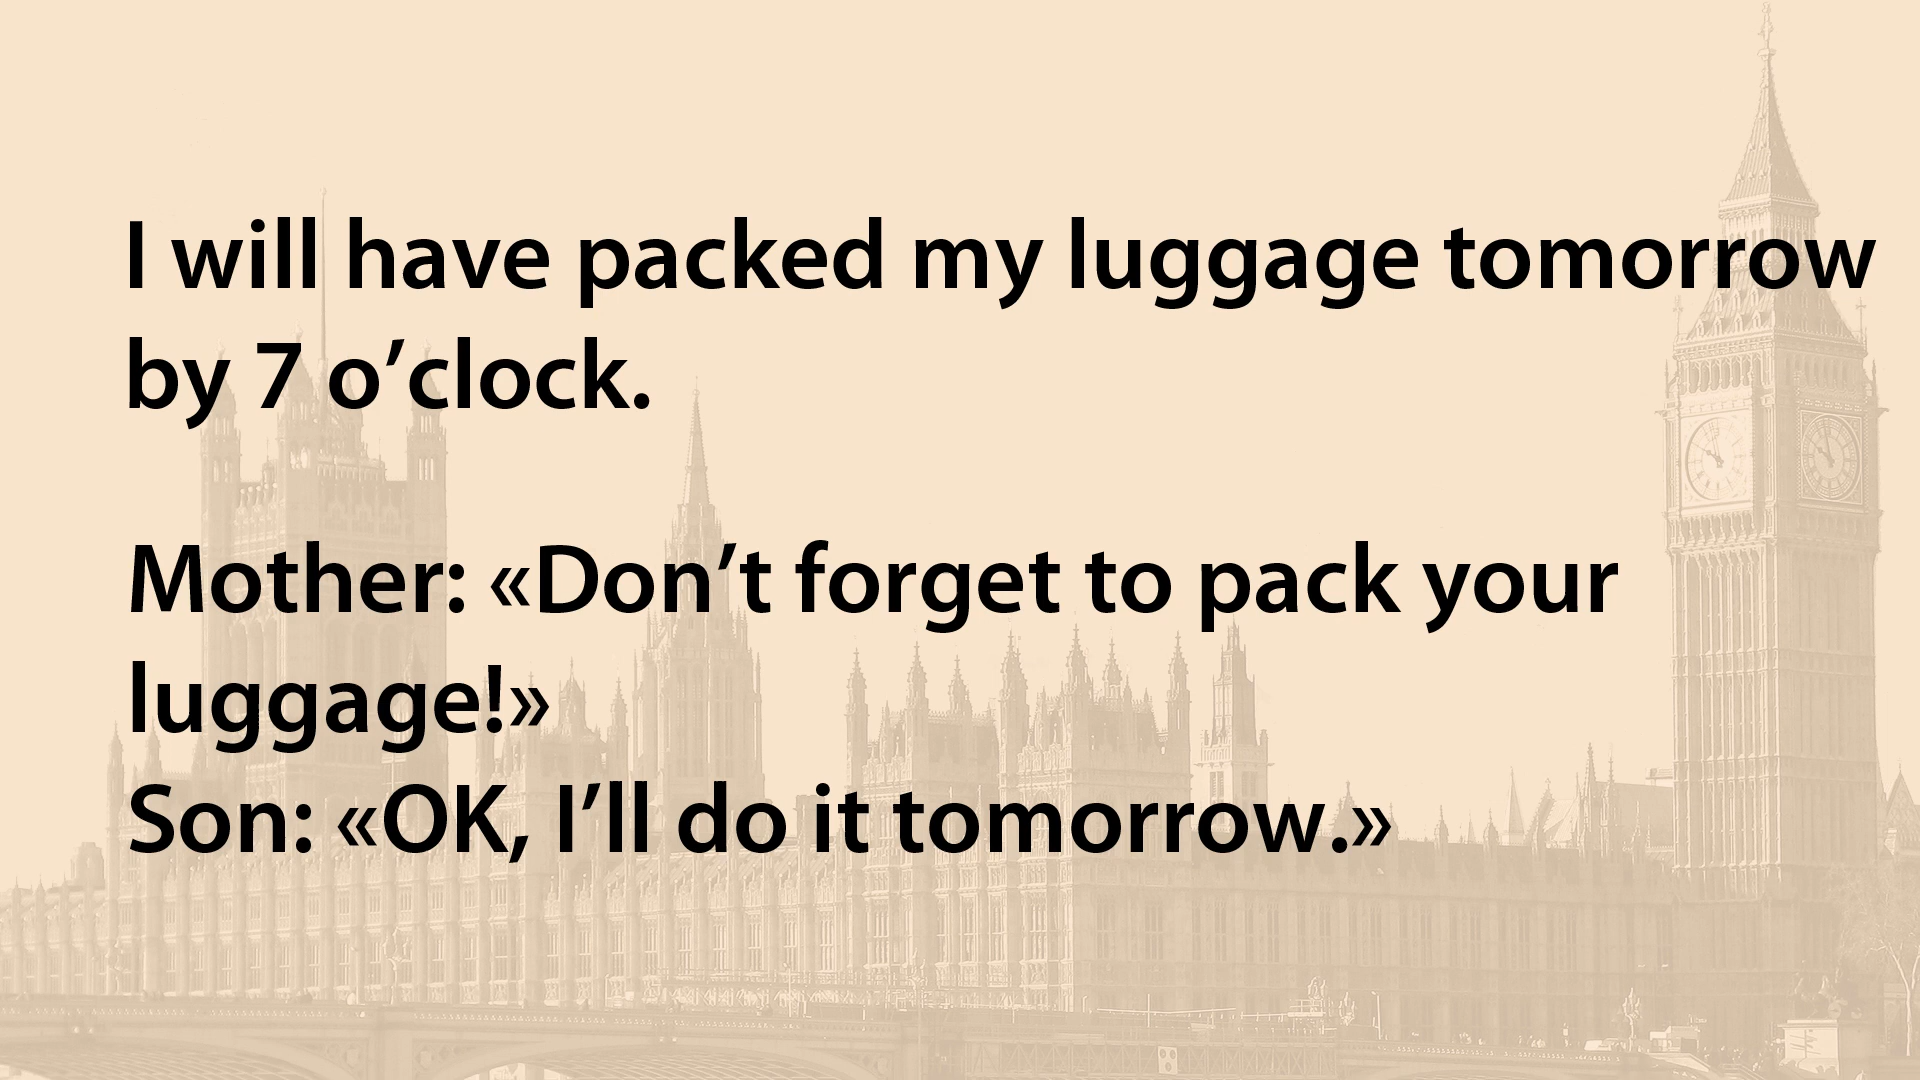 I will have packed my luggage tomorrow
by 7 o’clock.
Mother: «Don’t forget to pack your
luggage!»
Son: «OK, I’ll do it tomorrow.»